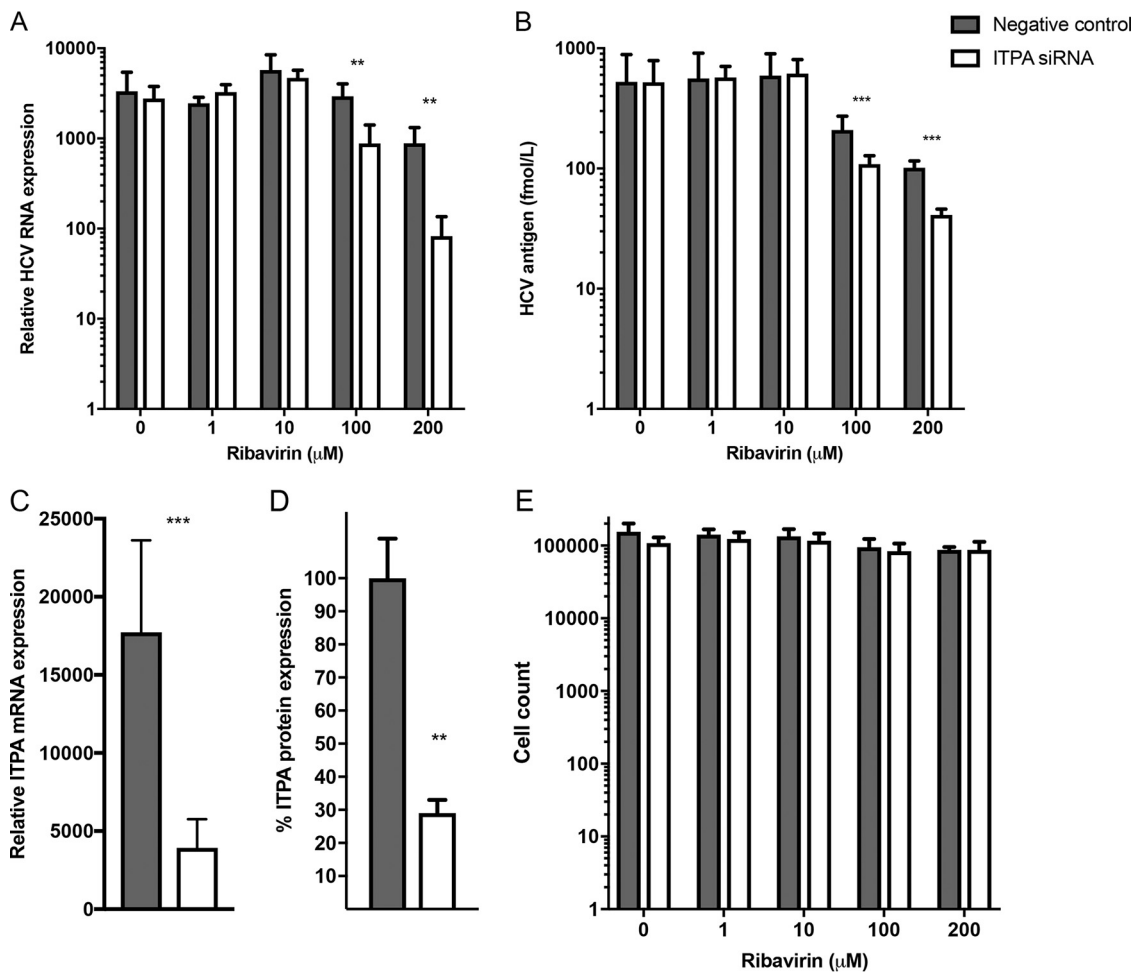 A
Relative HCV RNA expression
10000
1000
100
10
1
**
**
0 1 10 100 200
Ribavirin (μM)
B
HCV antigen (fmol/L)
1000
100
10
1
***
***
0 1 10 100 200
Ribavirin (μM)
Negative control
ITPA siRNA
C
Relative ITPA mRNA expression
25000
20000
15000
10000
5000
0
***
D
% ITPA protein expression
100
90
80
70
60
50
40
30
20
10
**
E
Cell count
100000
10000
1000
100
10
1
0 1 10 100 200
Ribavirin (μM)